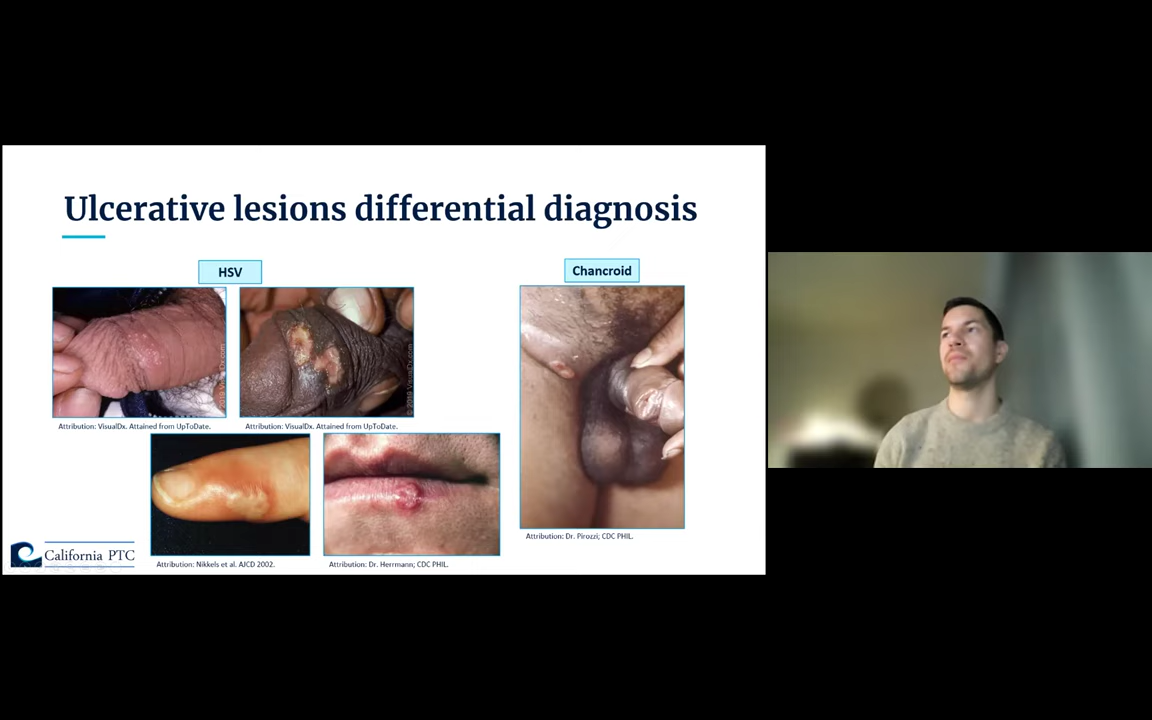 Ulcerative lesions differential diagnosis
HSV
Chancroid
Attribution: VisualDx. Attained from UpToDate.
Attribution: VisualDx. Attained from UpToDate.
Attribution: Nikkels et al. AJCD 2002.
Attribution: Dr. Herrmann; CDC PHIL.
Attribution: Dr. Pirozzi; CDC PHIL.
California PTC